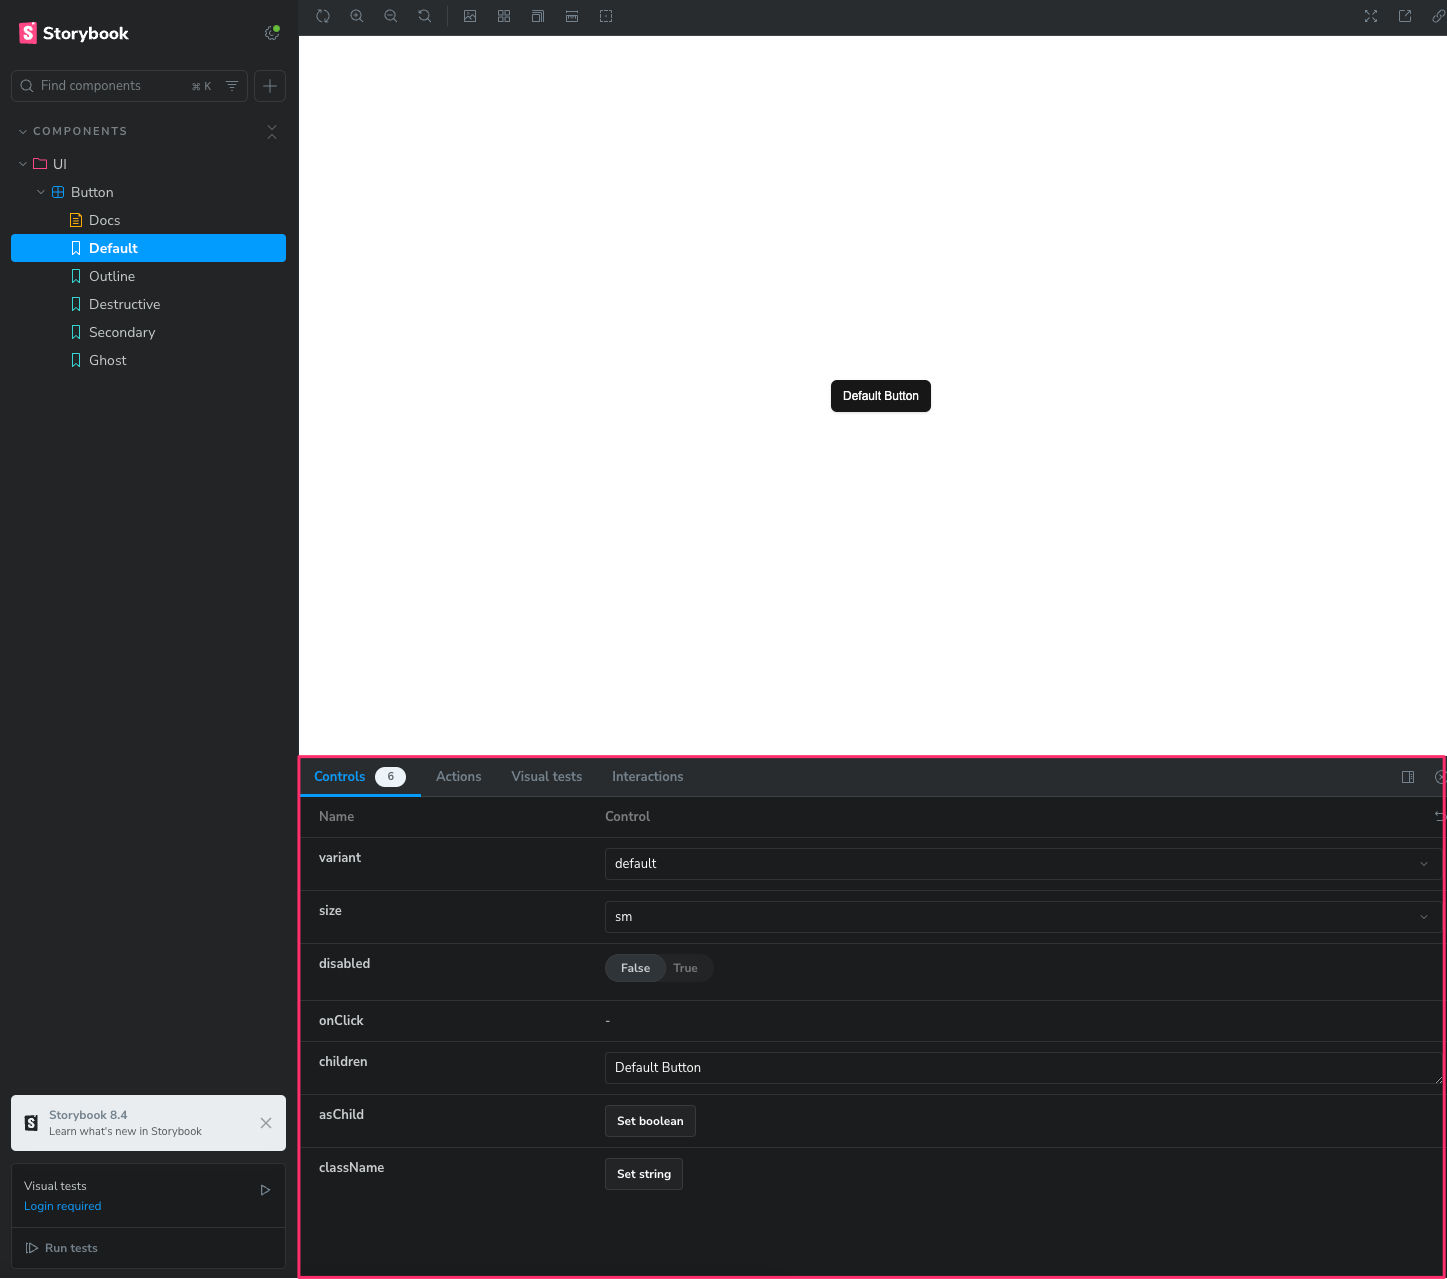 Storybook
Find components
⌘ K
COMPONENTS
UI
Button
Docs
Default
Outline
Destructive
Secondary
Ghost
Storybook 8.4
Learn what's new in Storybook
Visual tests
Login required
Run tests
Default Button
Controls 6 Actions Visual tests Interactions
Name Control
variant default
size sm
disabled False True
onClick -
children Default Button
asChild Set boolean
className Set string